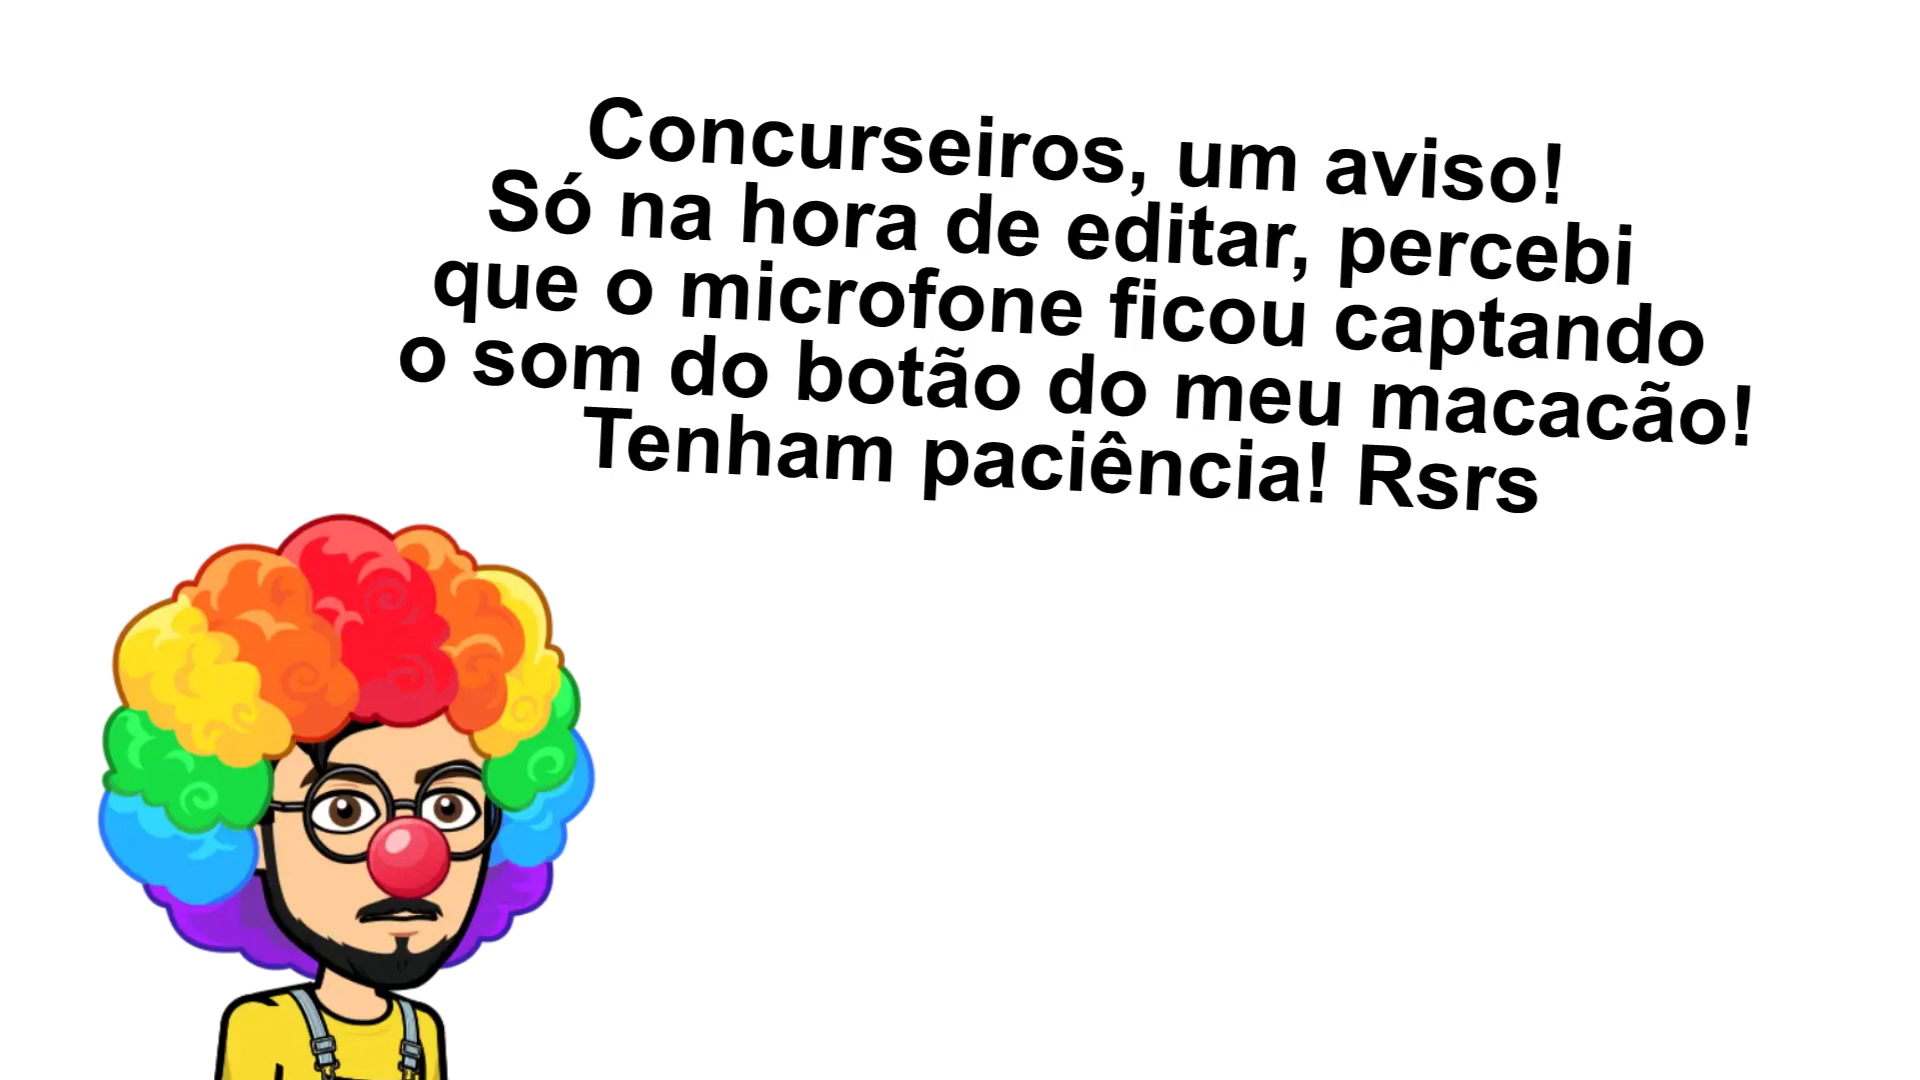 Concurseiros, um aviso!
Só na hora de editar, percebi
que o microfone ficou captando
o som do botão do meu macacão!
Tenham paciência! Rsrs